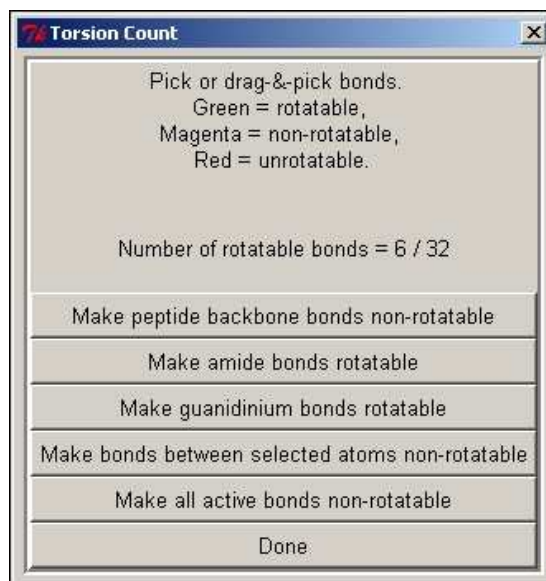 Torsion Count
Pick or drag-&-pick bonds.
Green = rotatable,
Magenta = non-rotatable,
Red = unrotatable.
Number of rotatable bonds = 6 / 32
Make peptide backbone bonds non-rotatable
Make amide bonds rotatable
Make guanidinium bonds rotatable
Make bonds between selected atoms non-rotatable
Make all active bonds non-rotatable
Done